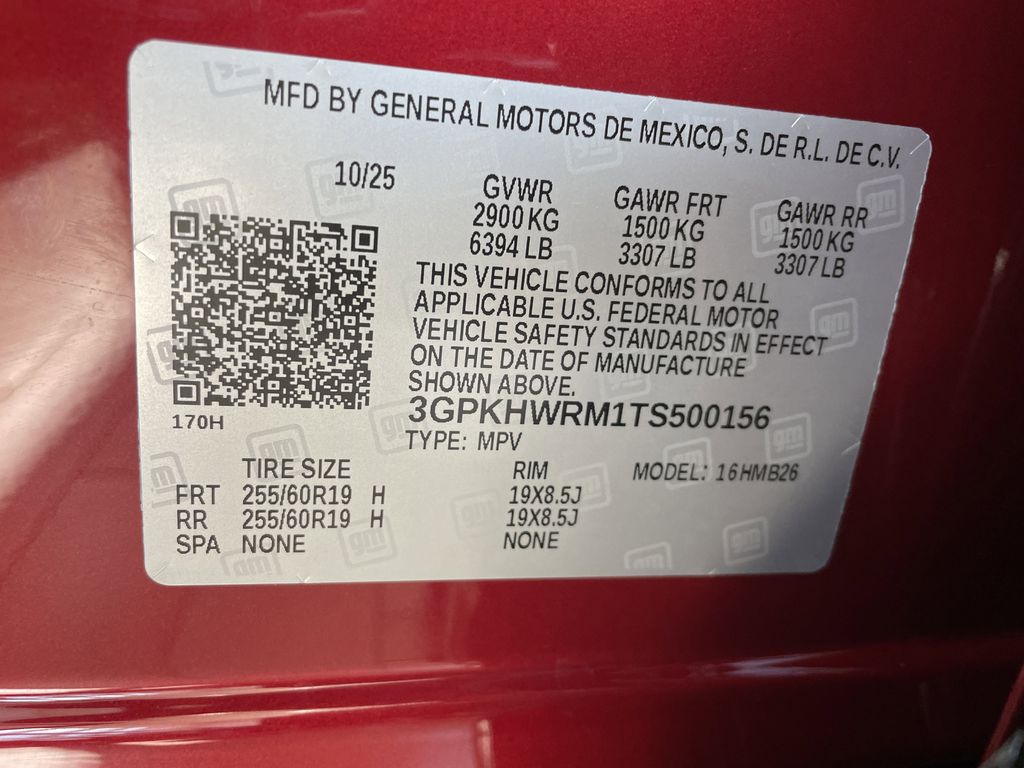 MFD BY GENERAL MOTORS DE MEXICO, S. DE R.L. DE C.V.
10/25
GVWR GAWR FRT GAWR RR
2900 KG 1500 KG 1500 KG
6394 LB 3307 LB 3307 LB
THIS VEHICLE CONFORMS TO ALL
APPLICABLE U.S. FEDERAL MOTOR
VEHICLE SAFETY STANDARDS IN EFFECT
ON THE DATE OF MANUFACTURE
SHOWN ABOVE.
3GPKHWRM1TS500156
170H
TYPE: MPV
TIRE SIZE RIM MODEL: 16HMB26
FRT 255/60R19 H 19X8.5J
RR 255/60R19 H 19X8.5J
SPA NONE NONE
gm